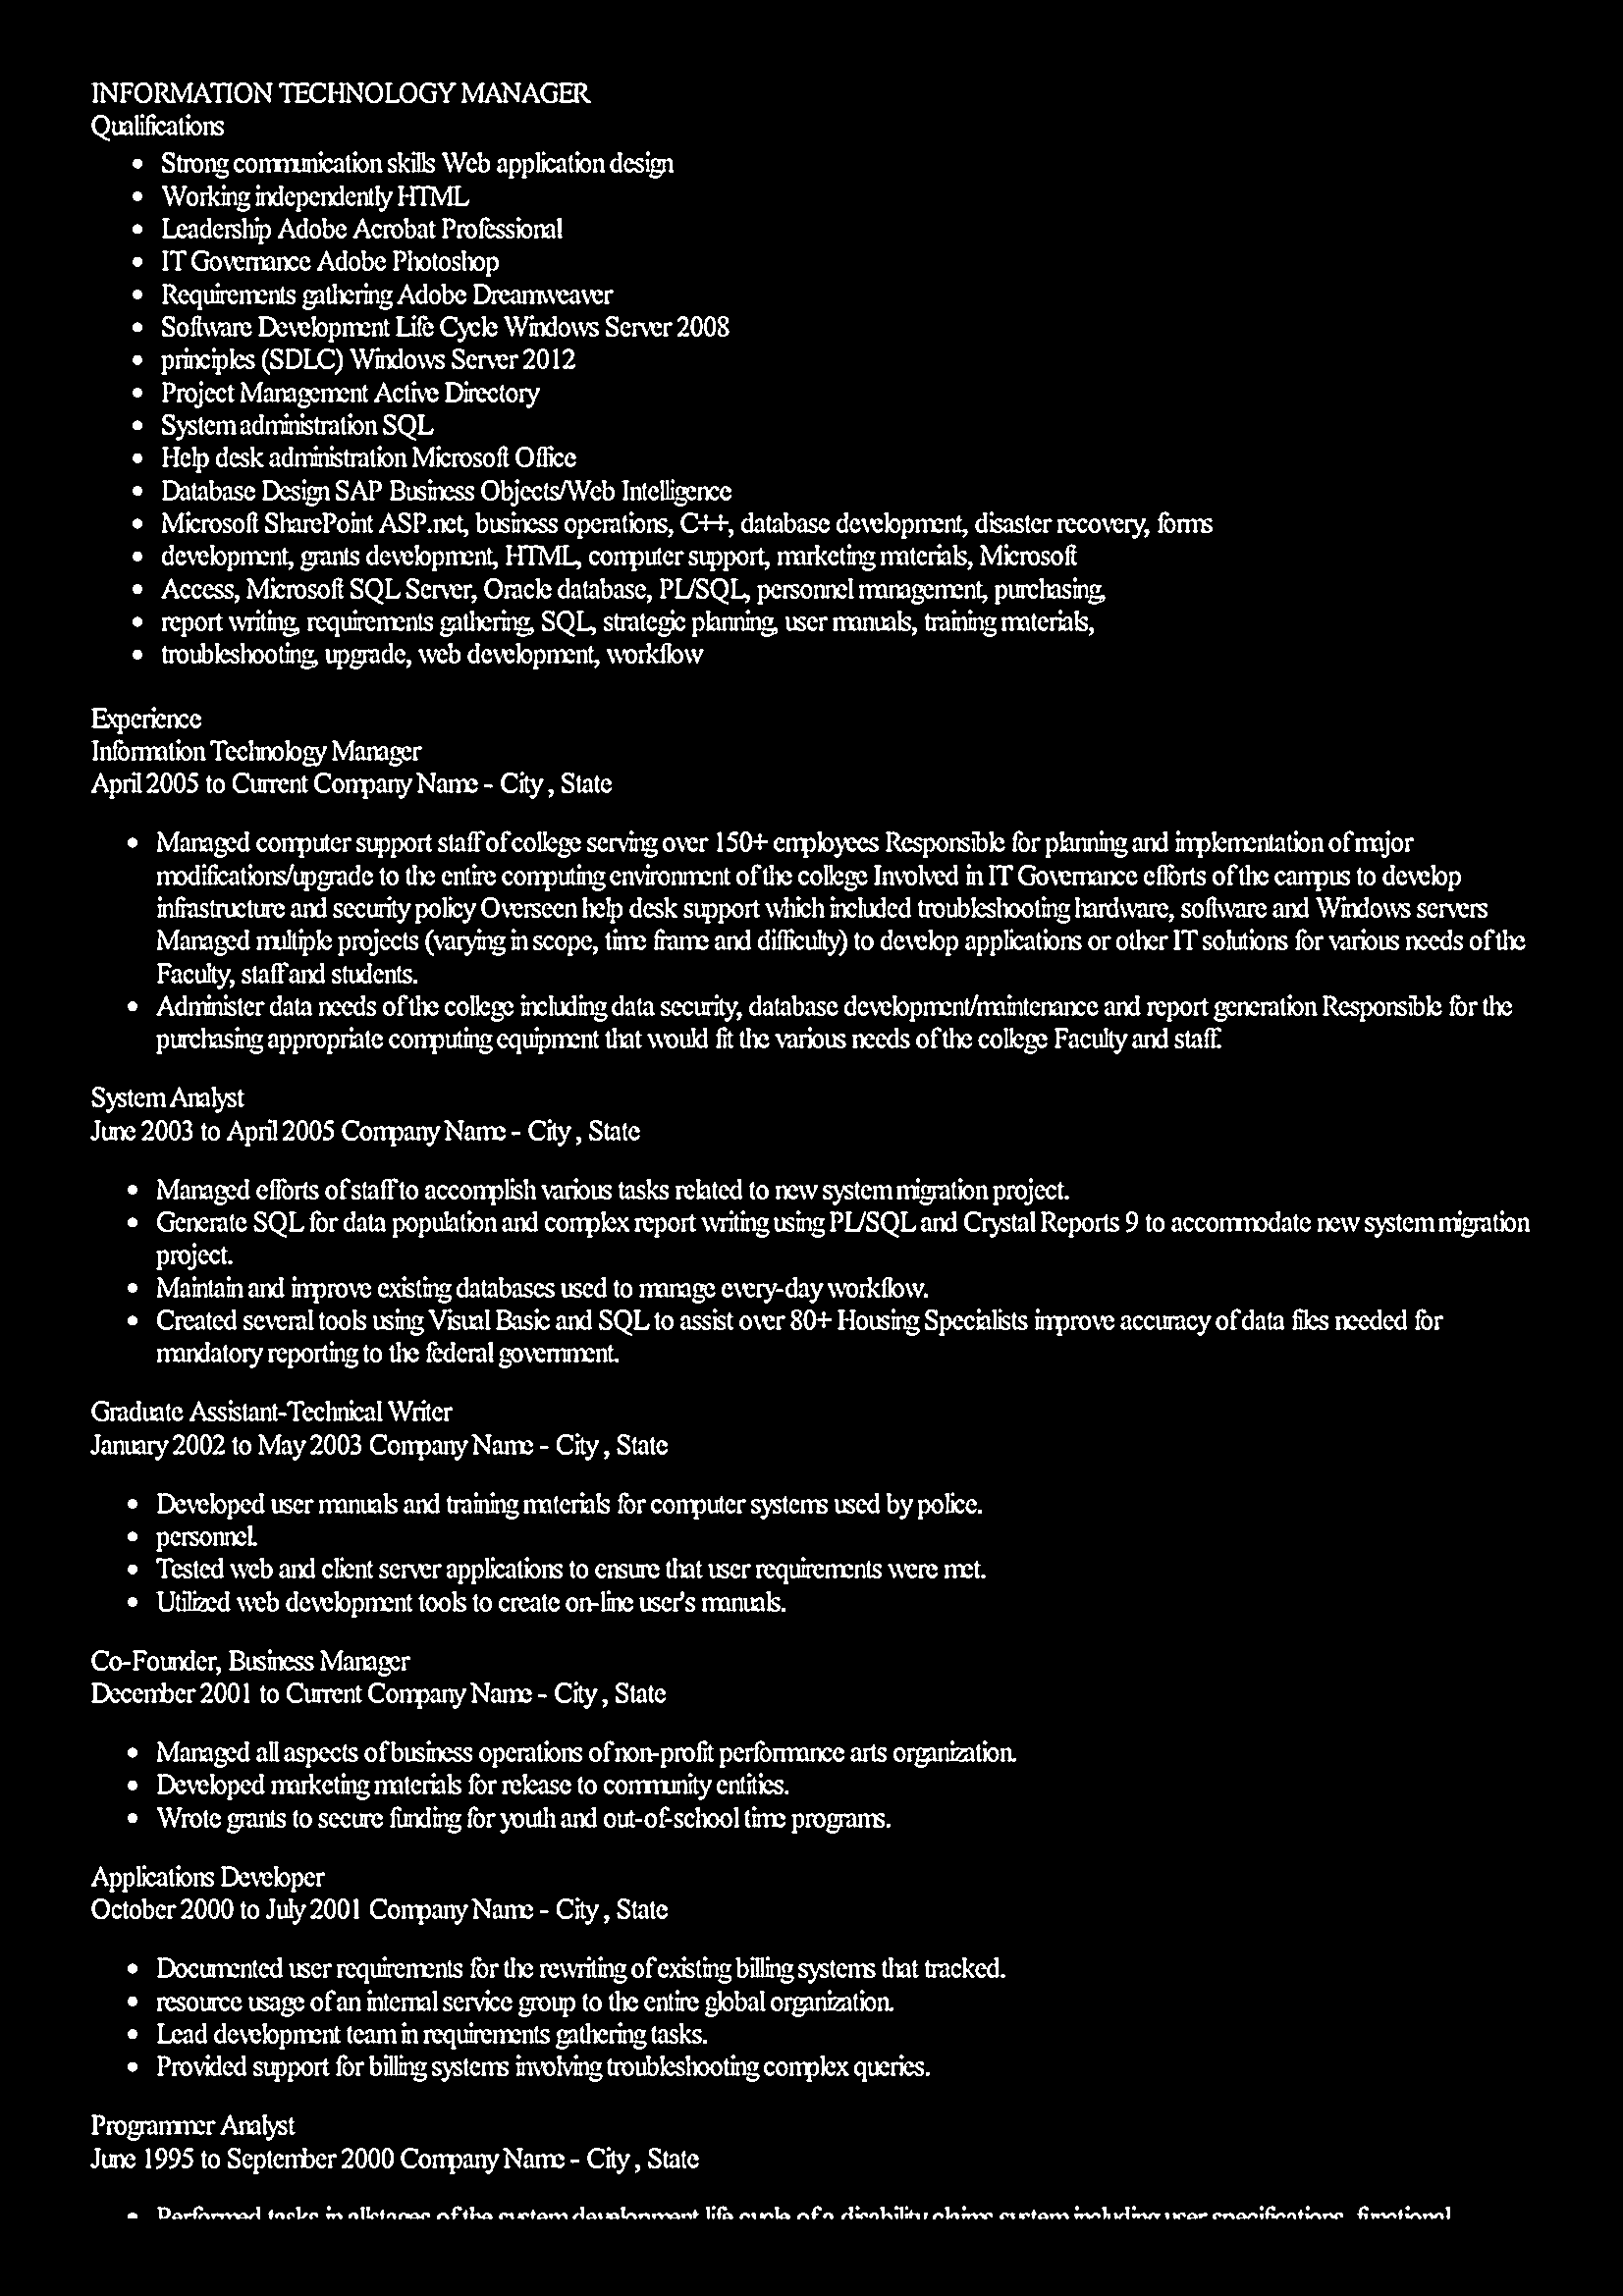 INFORMATION TECHNOLOGY MANAGER
Qualifications
• Strong communication skills Web application design
• Working independently HTML
• Leadership Adobe Acrobat Professional
• IT Governance Adobe Photoshop
• Requirements gathering Adobe Dreamweaver
• Software Development Life Cycle Windows Server 2008
• principles (SDLC) Windows Server 2012
• Project Management Active Directory
• System administration SQL
• Help desk administration Microsoft Office
• Database Design SAP Business Objects/Web Intelligence
• Microsoft SharePoint ASP.net, business operations, C++, database development, disaster recovery, forms
• development, grants development, HTML, computer support, marketing materials, Microsoft
• Access, Microsoft SQL Server, Oracle database, PL/SQL, personnel management, purchasing,
• report writing, requirements gathering, SQL, strategic planning, user manuals, training materials,
• troubleshooting, upgrade, web development, workflow
Experience
Information Technology Manager
April 2005 to Current Company Name - City , State
• Managed computer support staff of college serving over 150+ employees Responsible for planning and implementation of major
modifications/upgrade to the entire computing environment of the college Involved in IT Governance efforts of the campus to develop
infrastructure and security policy Overseen help desk support which included troubleshooting hardware, software and Windows servers
Managed multiple projects (varying in scope, time frame and difficulty) to develop applications or other IT solutions for various needs of the
Faculty, staff and students.
• Administer data needs of the college including data security, database development/maintenance and report generation Responsible for the
purchasing appropriate computing equipment that would fit the various needs of the college Faculty and staff.
System Analyst
June 2003 to April 2005 Company Name - City , State
• Managed efforts of staff to accomplish various tasks related to new system migration project.
• Generate SQL for data population and complex report writing using PL/SQL and Crystal Reports 9 to accommodate new system migration
project.
• Maintain and improve existing databases used to manage every-day workflow.
• Created several tools using Visual Basic and SQL to assist over 80+ Housing Specialists improve accuracy of data files needed for
mandatory reporting to the federal government.
Graduate Assistant-Technical Writer
January 2002 to May 2003 Company Name - City , State
• Developed user manuals and training materials for computer systems used by police.
• personnel.
• Tested web and client server applications to ensure that user requirements were met.
• Utilized web development tools to create on-line user's manuals.
Co-Founder, Business Manager
December 2001 to Current Company Name - City , State
• Managed all aspects of business operations of non-profit performance arts organization.
• Developed marketing materials for release to community entities.
• Wrote grants to secure funding for youth and out-of-school time programs.
Applications Developer
October 2000 to July 2001 Company Name - City , State
• Documented user requirements for the rewriting of existing billing systems that tracked.
• resource usage of an internal service group to the entire global organization.
• Lead development team in requirements gathering tasks.
• Provided support for billing systems involving troubleshooting complex queries.
Programmer Analyst
June 1995 to September 2000 Company Name - City , State
• Performed tasks in all stages of the system development life cycle of a disability claims system including user specifications, functional